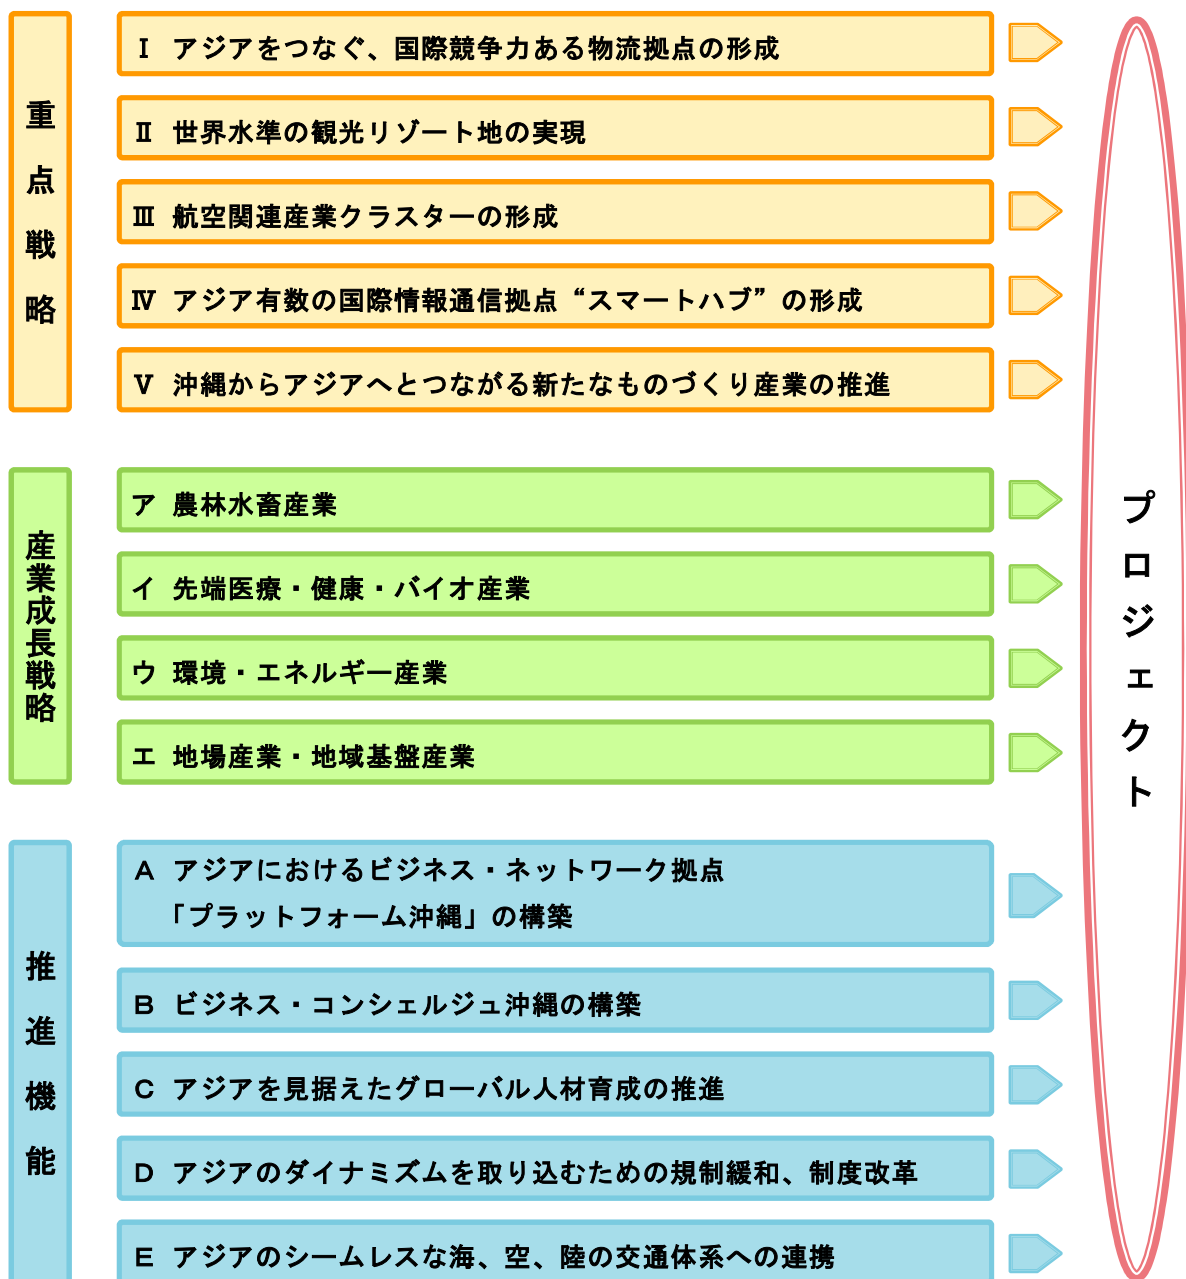 重点戦略
Ⅰ アジアをつなぐ、国際競争力ある物流拠点の形成
Ⅱ 世界水準の観光リゾート地の実現
Ⅲ 航空関連産業クラスターの形成
Ⅳ アジア有数の国際情報通信拠点“スマートハブ”の形成
Ⅴ 沖縄からアジアへとつながる新たなものづくり産業の推進
産業成長戦略
ア 農林水畜産業
イ 先端医療・健康・バイオ産業
ウ 環境・エネルギー産業
エ 地場産業・地域基盤産業
推進機能
A アジアにおけるビジネス・ネットワーク拠点
「プラットフォーム沖縄」の構築
B ビジネス・コンシェルジュ沖縄の構築
C アジアを見据えたグローバル人材育成の推進
D アジアのダイナミズムを取り込むための規制緩和、制度改革
E アジアのシームレスな海、空、陸の交通体系への連携
プロジェクト